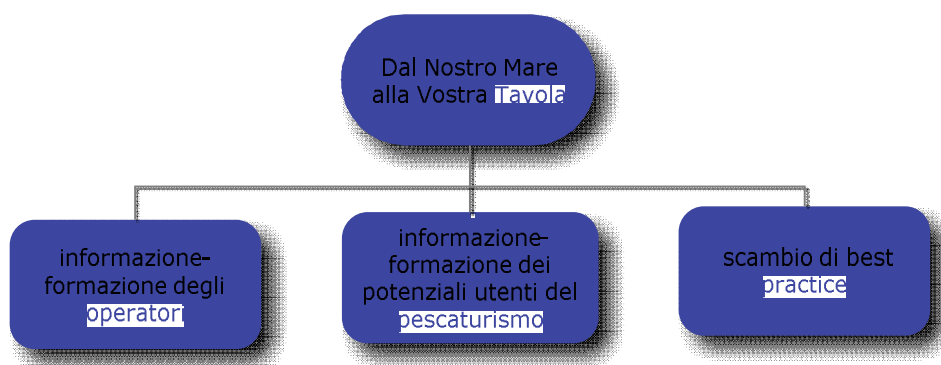 Dal Nostro Mare
alla Vostra Tavola
informazione-
formazione degli
operatori
informazione-
formazione dei
potenziali utenti del
pescaturismo
scambio di best
practice